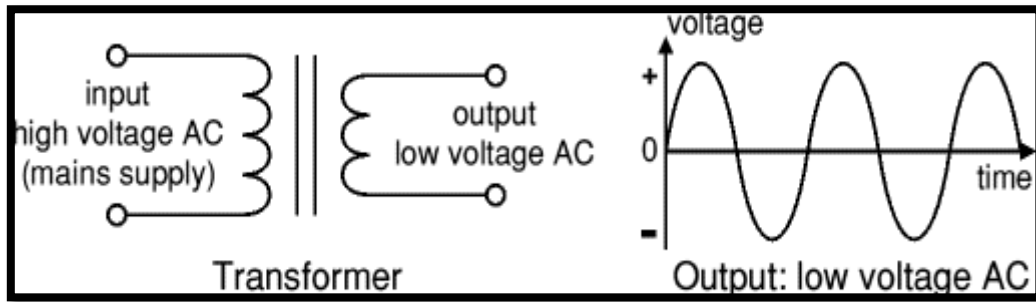 input
high voltage AC
(mains supply)
output
low voltage AC
Transformer
voltage
+
0
-
time
Output: low voltage AC